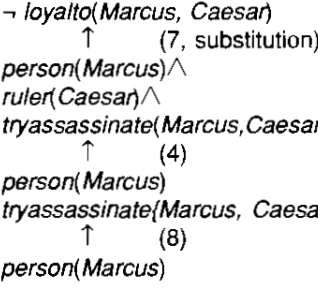 ¬ loyalto(Marcus, Caesar)
↑ (7, substitution)
person(Marcus)∧
ruler(Caesar)∧
tryassassinate(Marcus,Caesar
↑ (4)
person(Marcus)
tryassassinate(Marcus, Caesa
↑ (8)
person(Marcus)